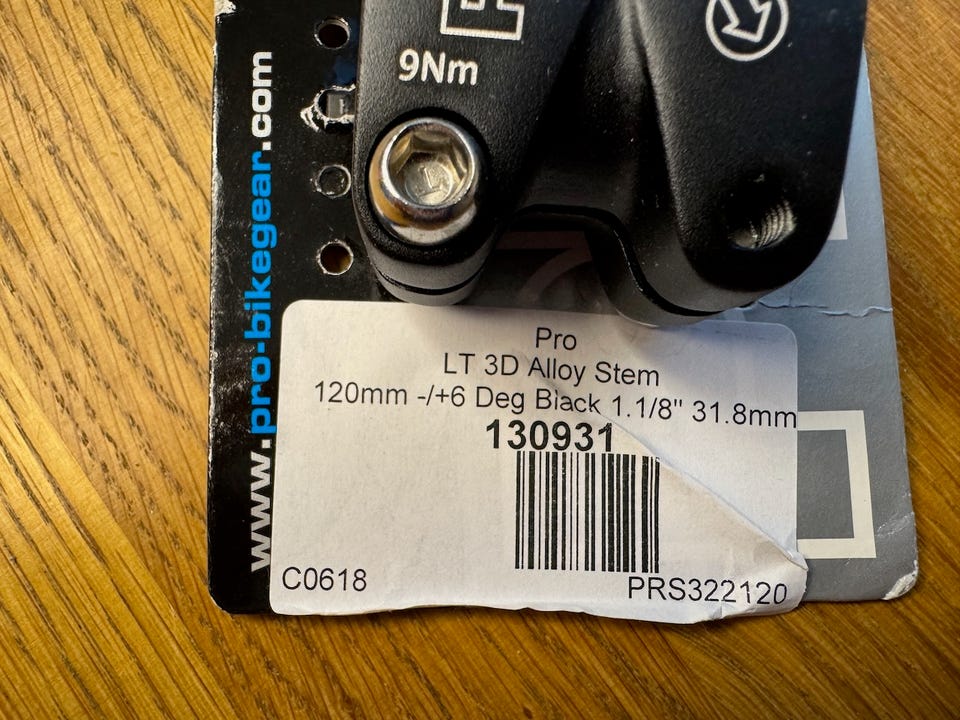 9Nm
www.pro-bikegear.com
Pro
LT 3D Alloy Stem
120mm -/+6 Deg Black 1.1/8" 31.8mm
130931
C0618
PRS322120